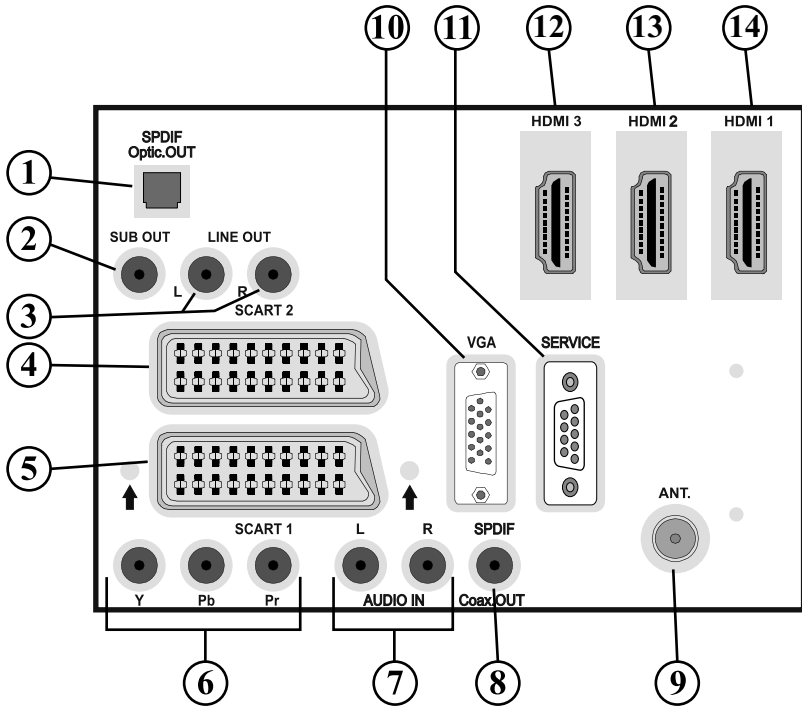 10 11 12 13 14
HDMI 3 HDMI 2 HDMI 1
SPDIF
Optic.OUT
1
2
SUB OUT LINE OUT
L R
3
SCART 2
4
VGA SERVICE
5
ANT.
SCART 1 L R SPDIF
Y Pb Pr AUDIO IN Coax.OUT
6 7 8 9